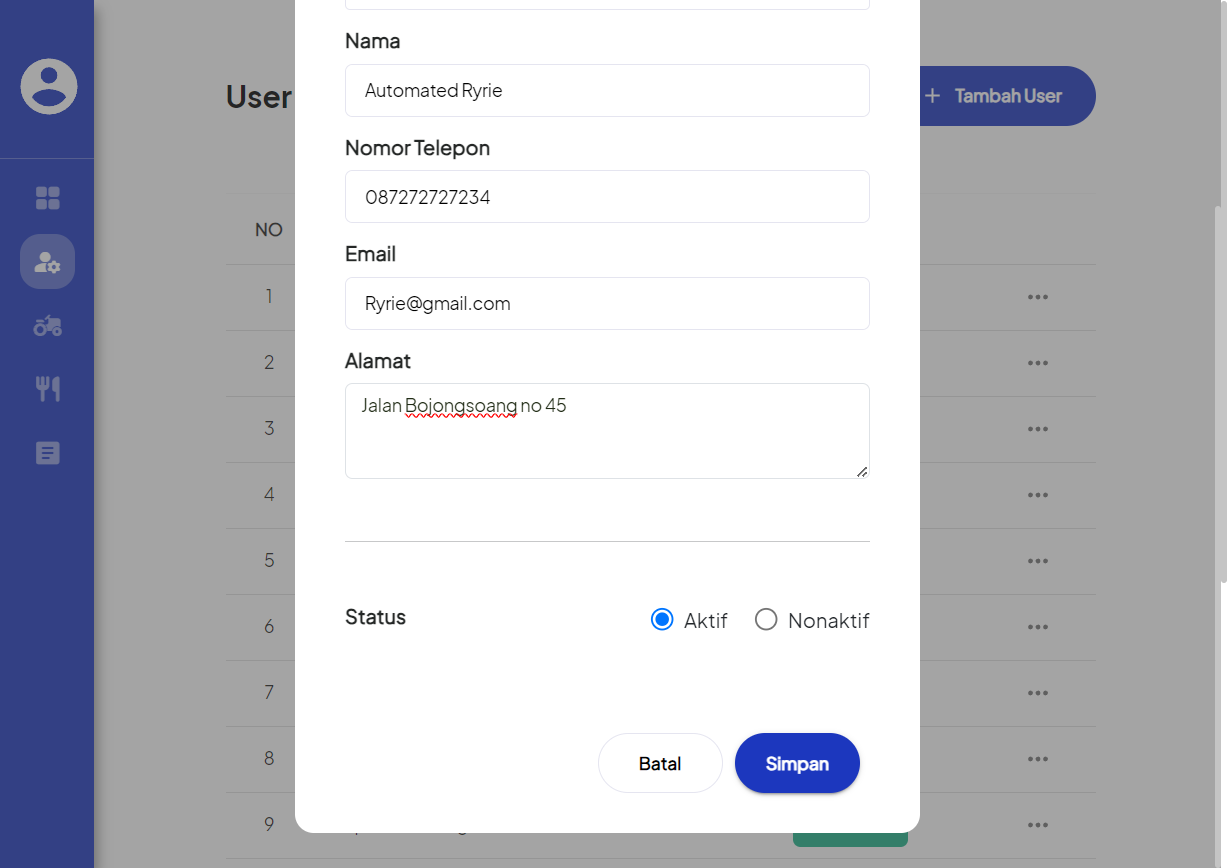 Nama
Automated Ryrie
User
+ Tambah User
Nomor Telepon
087272727234
NO
Email
1
Ryrie@gmail.com
2
Alamat
Jalan Bojongsoang no 45
3
4
5
Status
Aktif
Nonaktif
6
7
8
Batal
Simpan
9